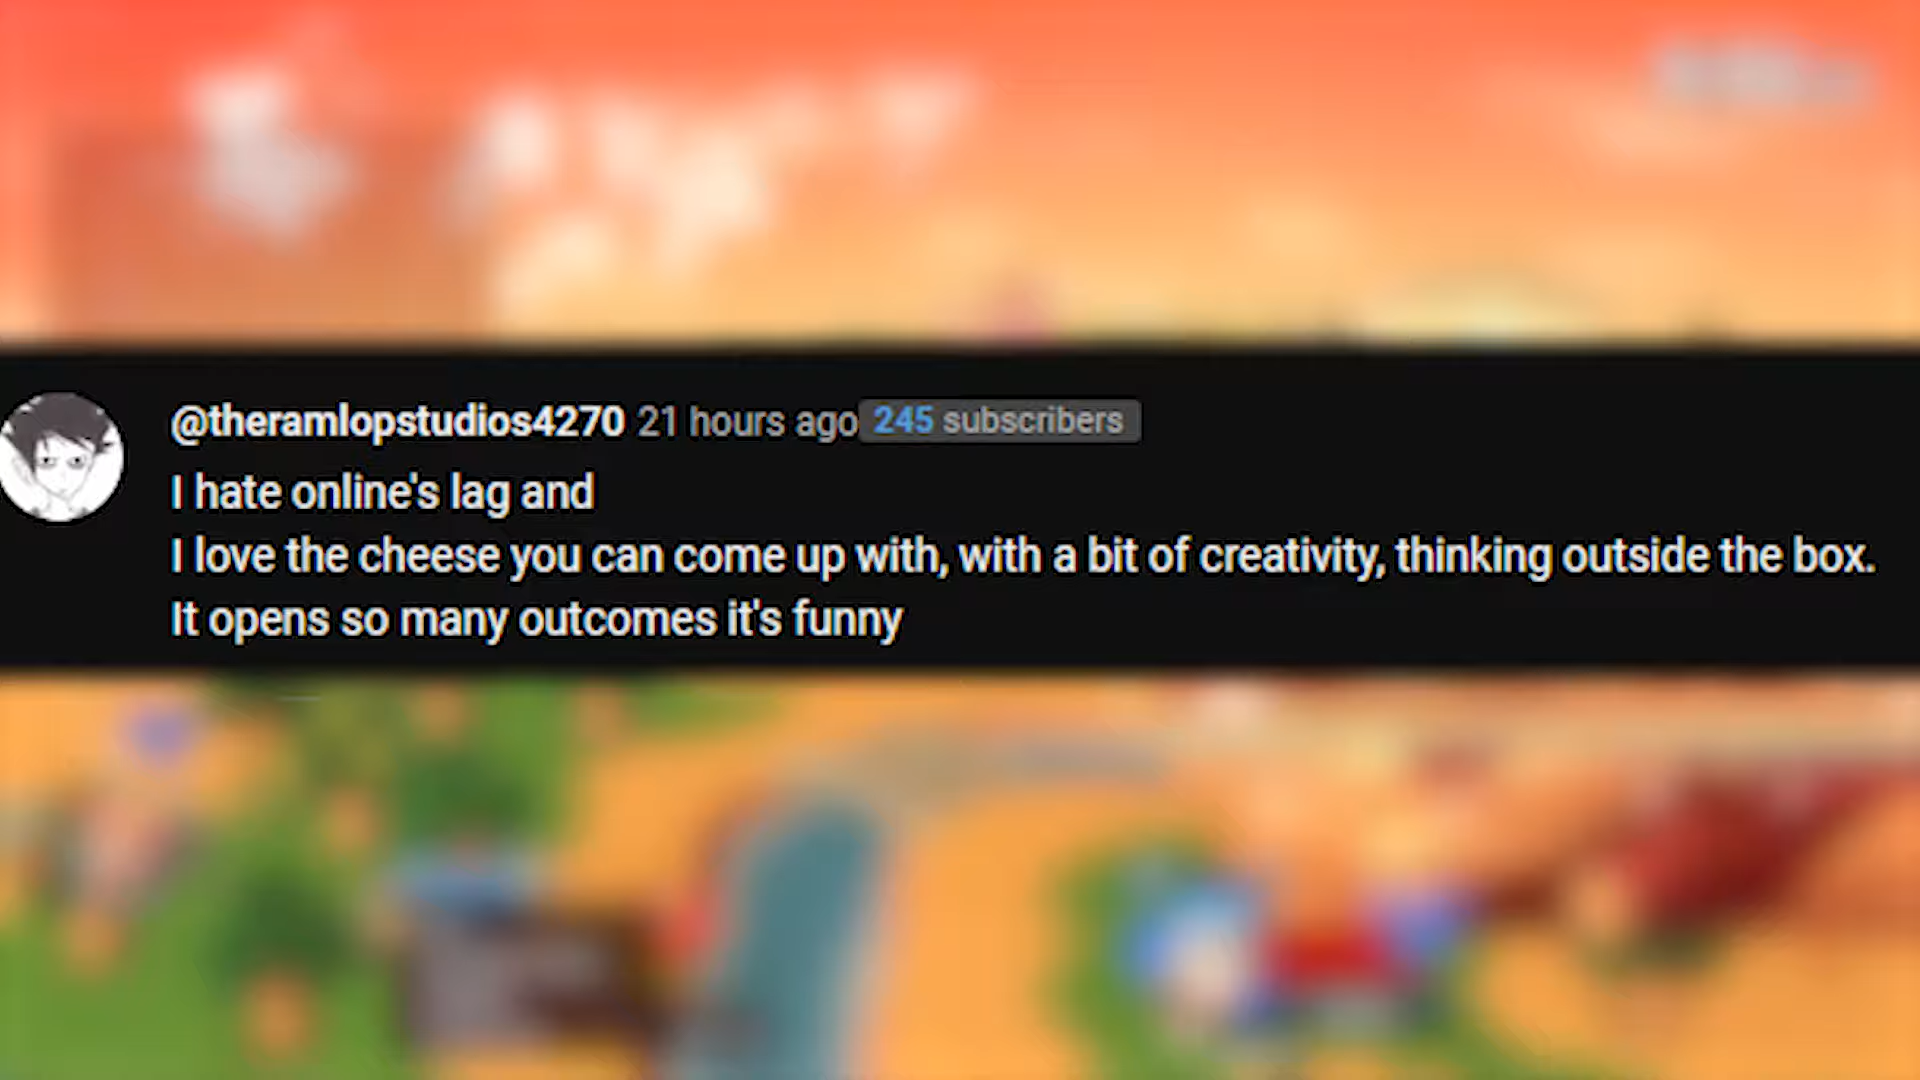 @theramlopstudios4270 21 hours ago 245 subscribers
I hate online's lag and
I love the cheese you can come up with, with a bit of creativity, thinking outside the box.
It opens so many outcomes it's funny